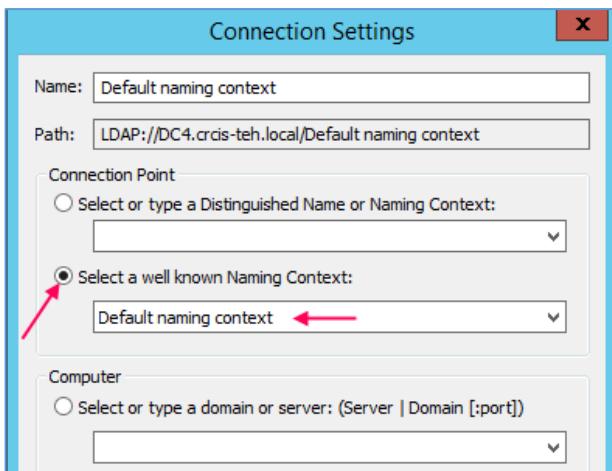 Connection Settings
x
Name: Default naming context
Path: LDAP://DC4.crcis-teh.local/Default naming context
Connection Point
Select or type a Distinguished Name or Naming Context:
Select a well known Naming Context:
Default naming context
Computer
Select or type a domain or server: (Server | Domain [:port])